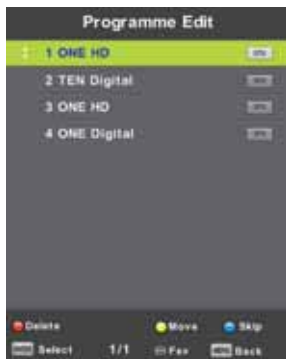 Programme Edit
1 ONE HD
2 TEN Digital
3 ONE HD
4 ONE Digital
Delete Move Skip
Select 1/1 Fav Back